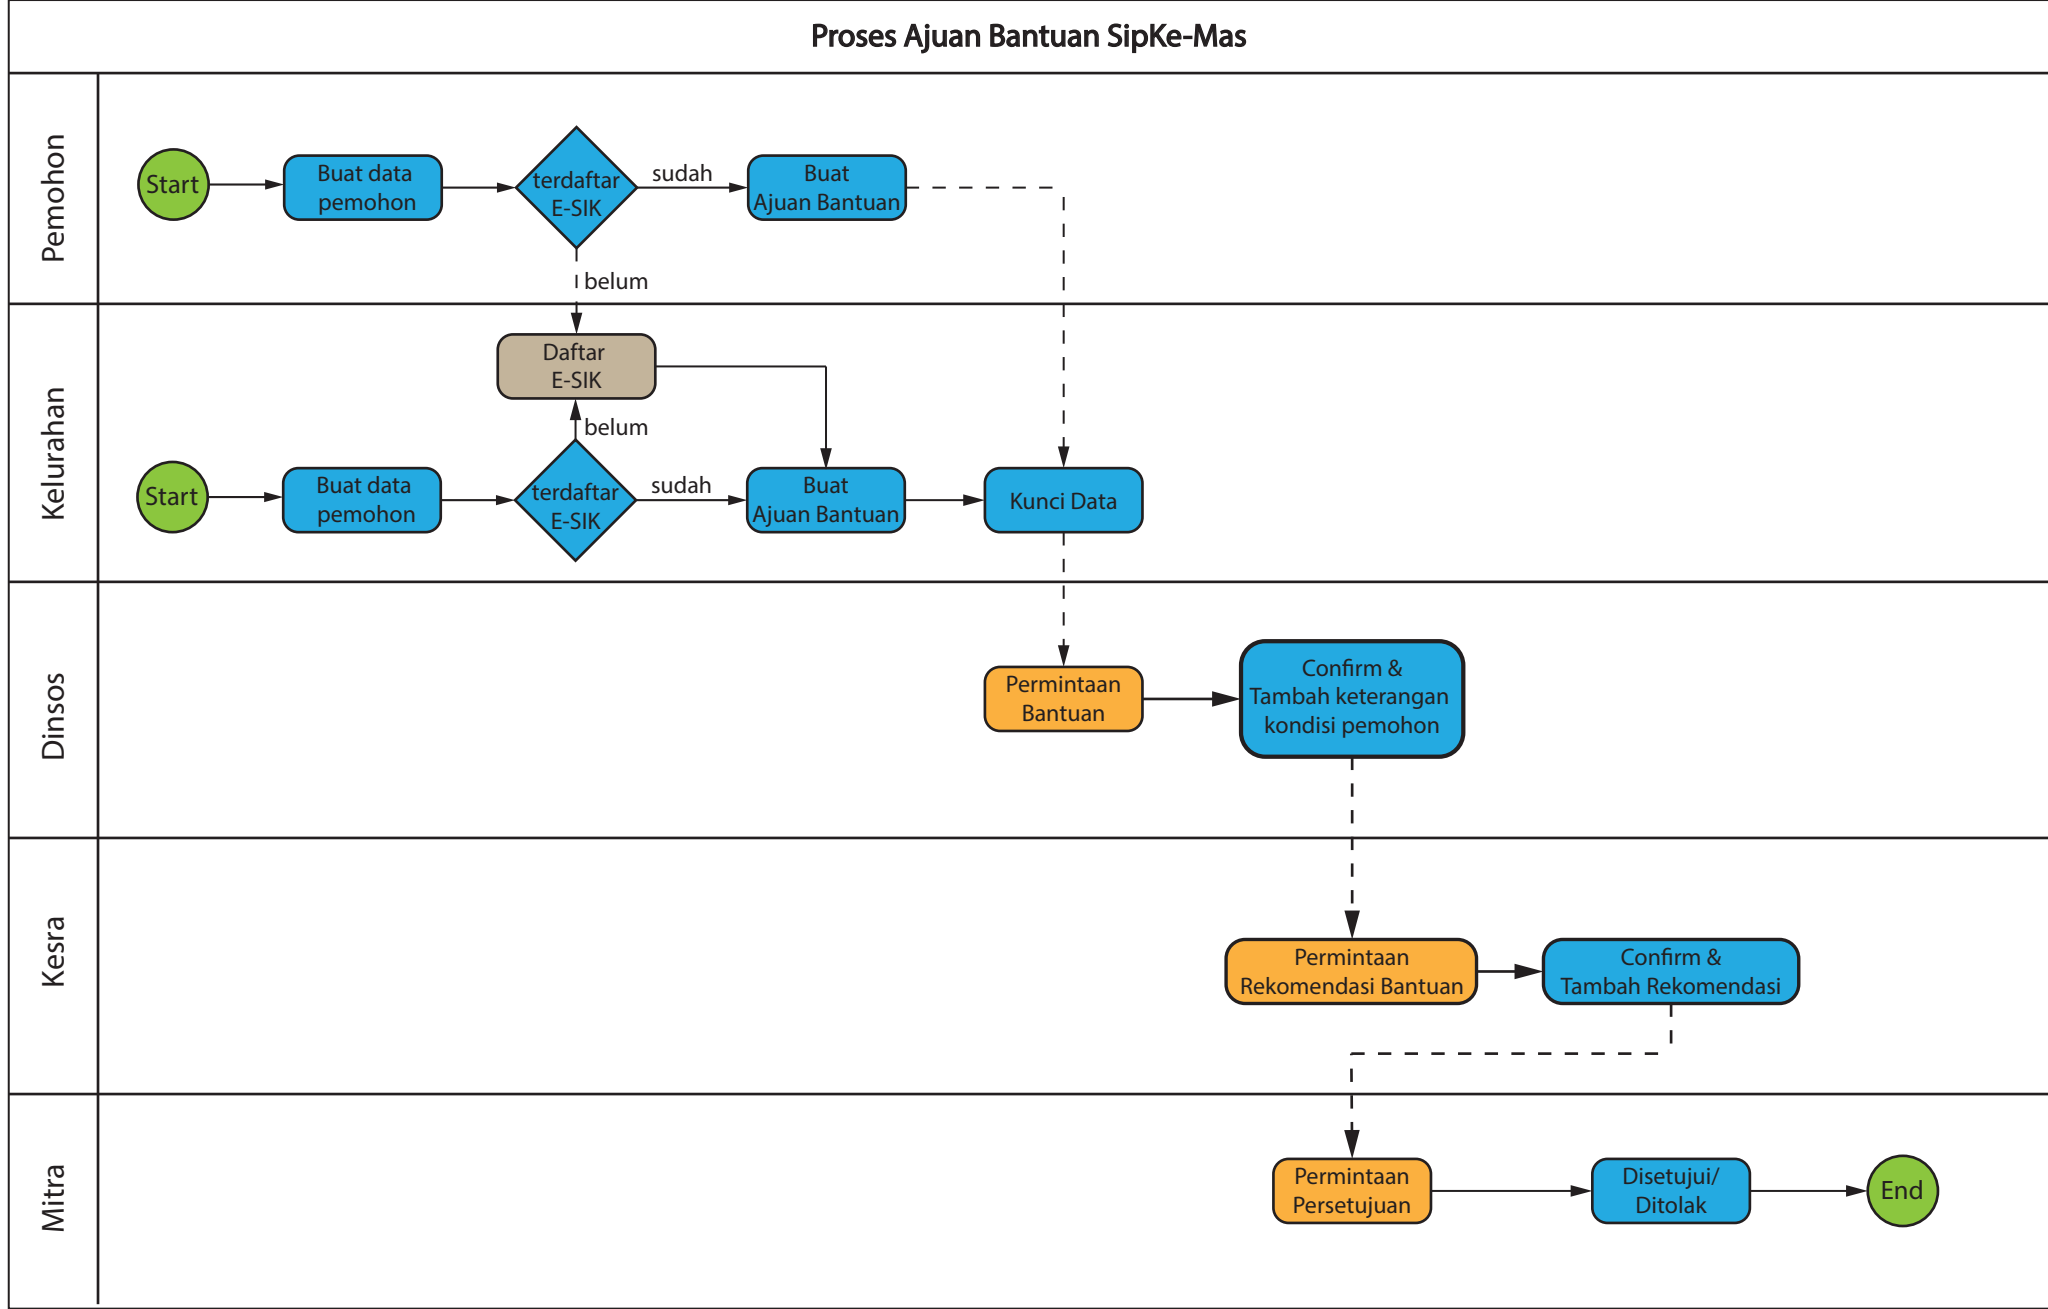 Proses Ajuan Bantuan SipKe-Mas
Pemohon
Start
Buat data
pemohon
terdaftar
E-SIK
sudah
Buat
Ajuan Bantuan
belum
Kelurahan
Daftar
E-SIK
belum
Start
Buat data
pemohon
terdaftar
E-SIK
sudah
Buat
Ajuan Bantuan
Kunci Data
Dinsos
Permintaan
Bantuan
Confirm &
Tambah keterangan
kondisi pemohon
Kesra
Permintaan
Rekomendasi Bantuan
Confirm &
Tambah Rekomendasi
Mitra
Permintaan
Persetujuan
Disetujui/
Ditolak
End